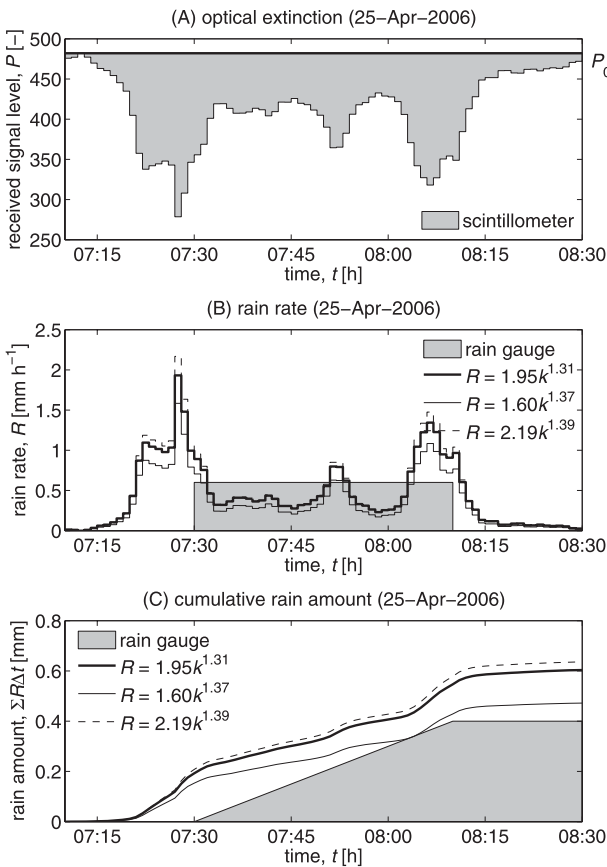 (A) optical extinction (25−Apr−2006)
received signal level, P [−]
500
450
400
350
300
250
P0
scintillometer
07:15 07:30 07:45 08:00 08:15 08:30
time, t [h]
(B) rain rate (25−Apr−2006)
rain rate, R [mm h−1]
2.5
2
1.5
1
0.5
0
rain gauge
R = 1.95k1.31
R = 1.60k1.37
R = 2.19k1.39
07:15 07:30 07:45 08:00 08:15 08:30
time, t [h]
(C) cumulative rain amount (25−Apr−2006)
rain amount, ΣRΔt [mm]
0.8
0.6
0.4
0.2
0
rain gauge
R = 1.95k1.31
R = 1.60k1.37
R = 2.19k1.39
07:15 07:30 07:45 08:00 08:15 08:30
time, t [h]